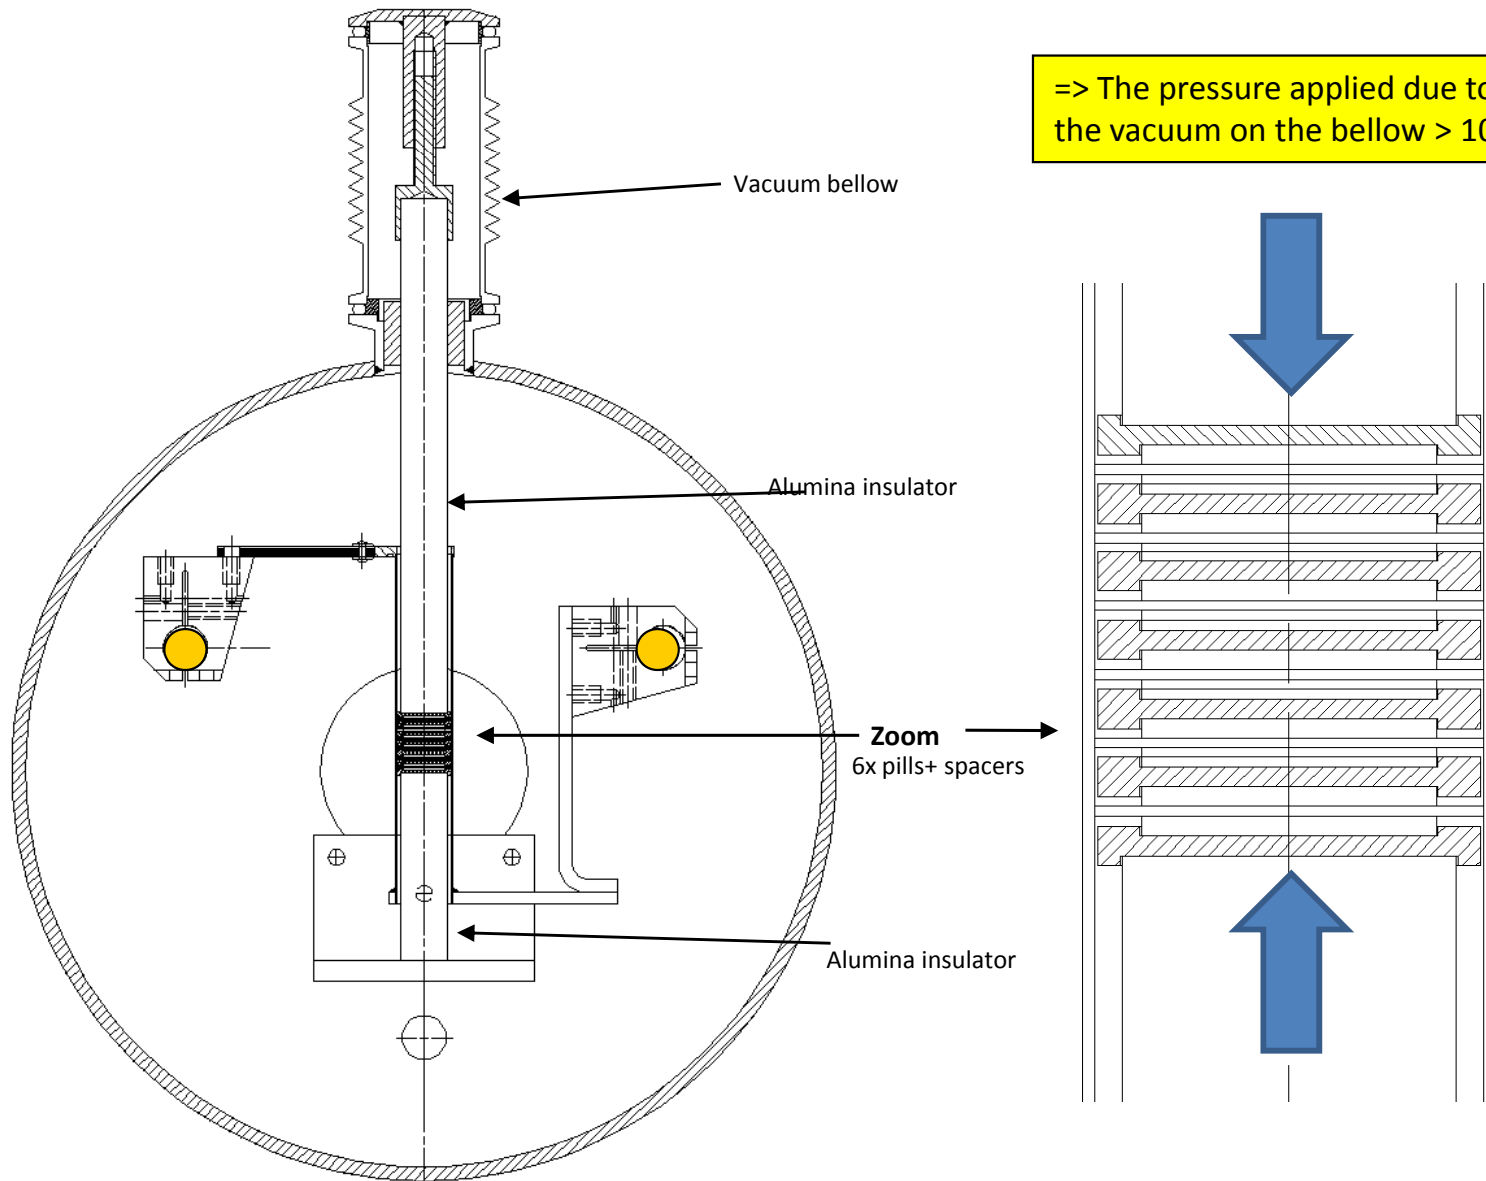 => The pressure applied due to
the vacuum on the bellow > 10
Vacuum bellow
Alumina insulator
Zoom
6x pills+ spacers
Alumina insulator